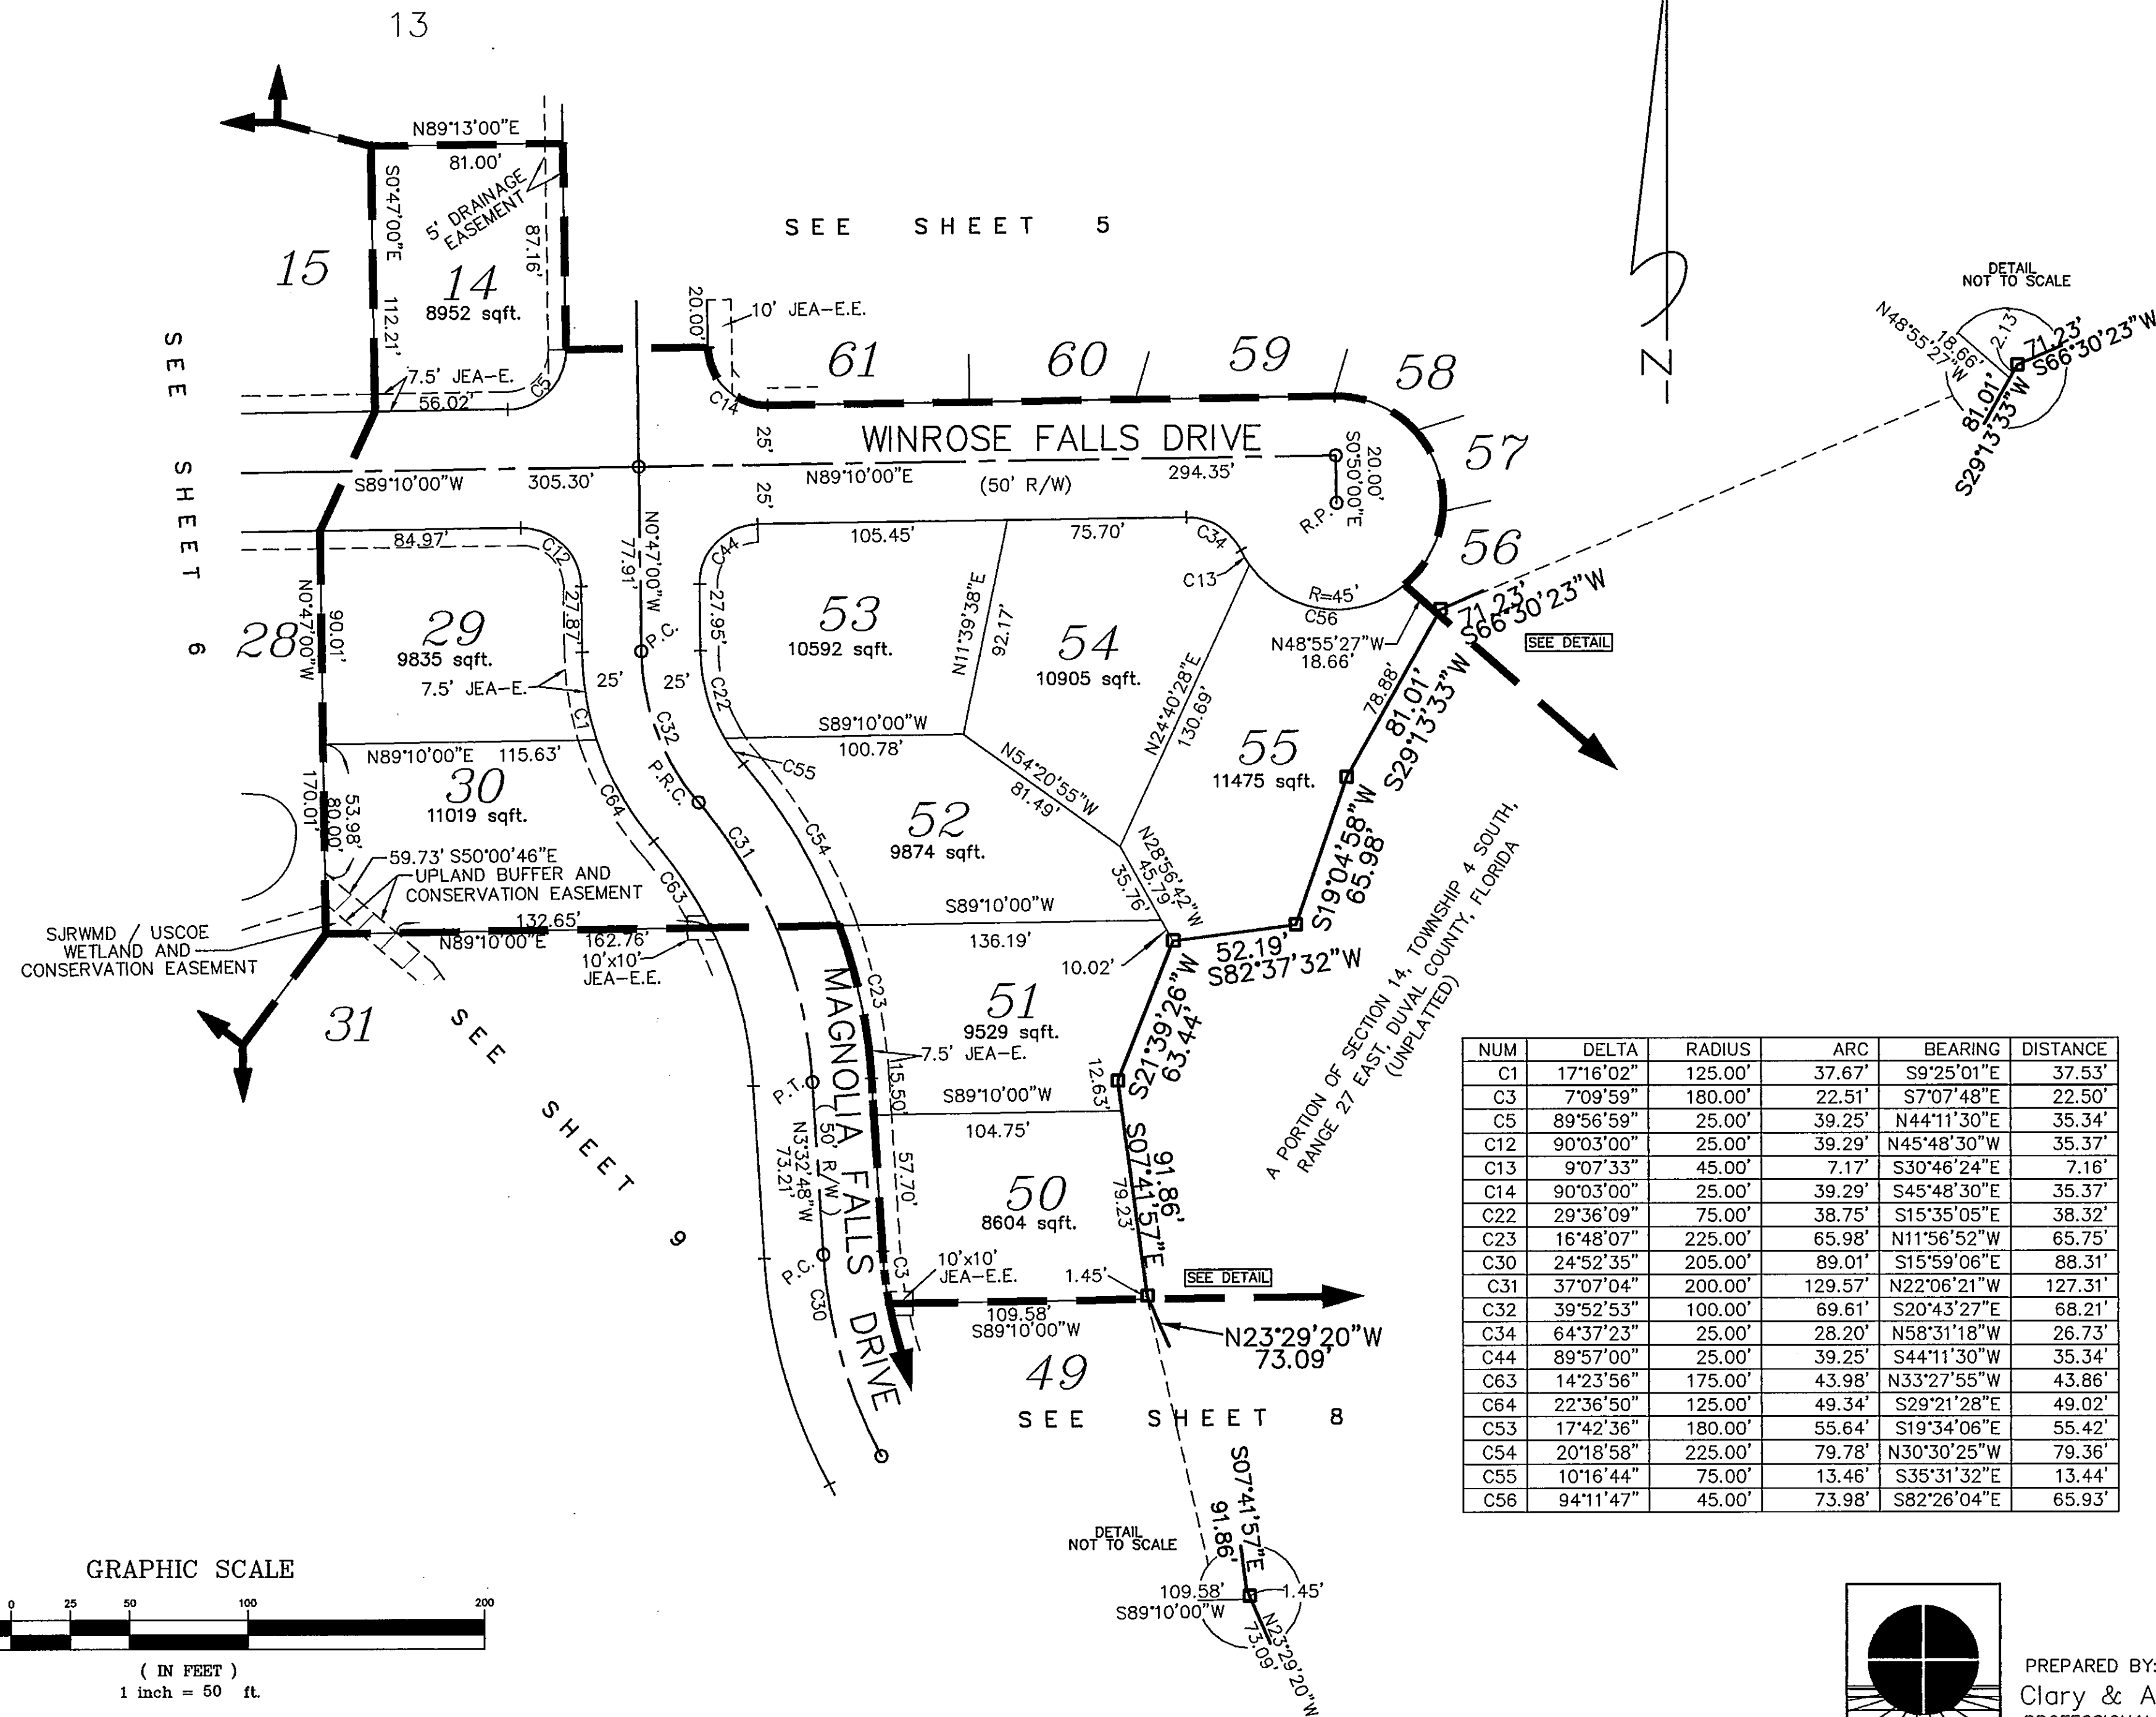 13
N89°13'00"E
81.00'
S0°47'00"E 112.21'
5' DRAINAGE
EASEMENT
87.16'
15
14
8952 sqft.
SEE SHEET 5
20.00'
10' JEA-E.E.
7.5' JEA-E.
56.02'
C5
C14
61
60
59
58
57
56
SEE SHEET 6
25'
WINROSE FALLS DRIVE
S89°10'00"W
305.30'
N89°10'00"E
(50' R/W)
294.35'
20.00'
S0°50'00"E
R.P.
25'
N
DETAIL
NOT TO SCALE
N48°55'27"W
18.66'
2.13'
71.23'
S66°30'23"W
81.01'
S29°13'33"W
84.97'
C12
N0°47'00"W
77.91'
C44
105.45'
75.70'
C34
C13
R=45'
C56
N48°55'27"W
18.66'
71.23'
S66°30'23"W
SEE DETAIL
28
N0°47'00"W
90.01'
29
9835 sqft.
27.87'
7.5' JEA-E.
P.C.
25'
25'
27.95'
C22
53
10592 sqft.
N11°39'38"E
92.17'
54
10905 sqft.
N24°40'28"E
130.69'
78.88'
81.01'
S29°13'33"W
C1
C32
S89°10'00"W
100.78'
C55
55
11475 sqft.
N89°10'00"E 115.63'
30
11019 sqft.
170.01'
80.00'
53.98'
C64
P.R.C.
C31
C54
N54°20'55"W
81.49'
52
9874 sqft.
59.73' S50°00'46"E
UPLAND BUFFER AND
CONSERVATION EASEMENT
C63
N28°56'42"W
45.79'
35.76'
S19°04'58"W
65.98'
SJRWMD / USCOE
WETLAND AND
CONSERVATION EASEMENT
132.65'
N89°10'00"E
162.76'
10'x10'
JEA-E.E.
S89°10'00"W
136.19'
10.02'
52.19'
S82°37'32"W
A PORTION OF SECTION 14, TOWNSHIP 4 SOUTH,
RANGE 27 EAST, DUVAL COUNTY, FLORIDA
(UNPLATTED)
31
SEE SHEET 9
MAGNOLIA FALLS DRIVE
C23
51
9529 sqft.
7.5' JEA-E.
S21°39'26"W
63.44'
P.T.
15.50'
S89°10'00"W
104.75'
12.63'
(50' R/W)
N3°32'48"W
73.21'
57.70'
50
8604 sqft.
91.86'
S07°41'57"E
79.23'
P.C.
C30
C3
10'x10'
JEA-E.E.
1.45'
SEE DETAIL
109.58'
S89°10'00"W
N23°29'20"W
73.09'
49
SEE SHEET 8
DETAIL
NOT TO SCALE
S07°41'57"E
91.86'
109.58'
S89°10'00"W
1.45'
N23°29'20"W
73.09'
NUM DELTA RADIUS ARC BEARING DISTANCE
C1 17°16'02" 125.00' 37.67' S9°25'01"E 37.53'
C3 7°09'59" 180.00' 22.51' S7°07'48"E 22.50'
C5 89°56'59" 25.00' 39.25' N44°11'30"E 35.34'
C12 90°03'00" 25.00' 39.29' N45°48'30"W 35.37'
C13 9°07'33" 45.00' 7.17' S30°46'24"E 7.16'
C14 90°03'00" 25.00' 39.29' S45°48'30"E 35.37'
C22 29°36'09" 75.00' 38.75' S15°35'05"E 38.32'
C23 16°48'07" 225.00' 65.98' N11°56'52"W 65.75'
C30 24°52'35" 205.00' 89.01' S15°59'06"E 88.31'
C31 37°07'04" 200.00' 129.57' N22°06'21"W 127.31'
C32 39°52'53" 100.00' 69.61' S20°43'27"E 68.21'
C34 64°37'23" 25.00' 28.20' N58°31'18"W 26.73'
C44 89°57'00" 25.00' 39.25' S44°11'30"W 35.34'
C63 14°23'56" 175.00' 43.98' N33°27'55"W 43.86'
C64 22°36'50" 125.00' 49.34' S29°21'28"E 49.02'
C53 17°42'36" 180.00' 55.64' S19°34'06"E 55.42'
C54 20°18'58" 225.00' 79.78' N30°30'25"W 79.36'
C55 10°16'44" 75.00' 13.46' S35°31'32"E 13.44'
C56 94°11'47" 45.00' 73.98' S82°26'04"E 65.93'
GRAPHIC SCALE
0 25 50 100 200
( IN FEET )
1 inch = 50 ft.
PREPARED BY:
Clary & A